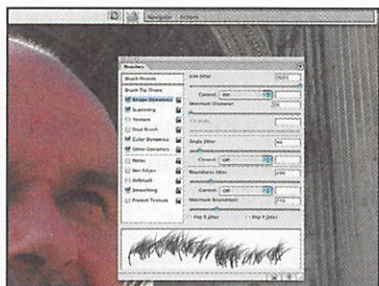 Navigator Actions
Brushes
Brush Presets
Brush Tip Shape
Shape Dynamics
Scattering
Texture
Dual Brush
Color Dynamics
Other Dynamics
Noise
Wet Edges
Airbrush
Smoothing
Protect Texture
Size Jitter
Control: Off
Minimum Diameter
Angle Jitter
Control: Off
Roundness Jitter
Control: Off
Minimum Roundness
Flip X Jitter Flip Y Jitter